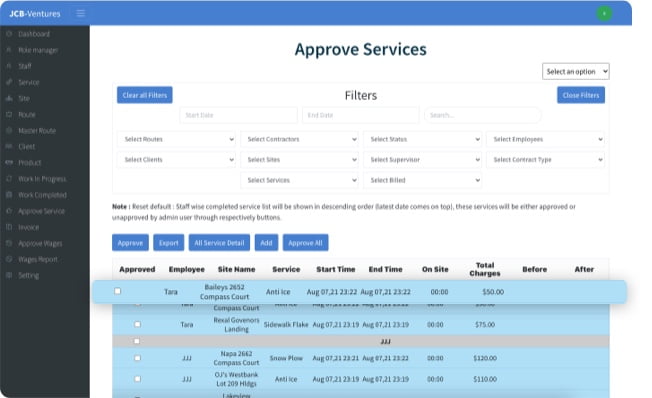 JCB-Ventures
Approve Services
Select an option
Dashboard
Role manager
Staff
Service
Site
Route
Master Route
Client
Product
Work In Progress
Work Completed
Approve Service
Invoice
Approve Wages
Wages Report
Setting
Clear all Filters
Filters
Close Filters
Start Date
End Date
Search...
Select Routes
Select Contractors
Select Status
Select Employees
Select Clients
Select Sites
Select Supervisor
Select Contract Type
Select Services
Select Billed
Note : Reset default : Staff wise completed service list will be shown in descending order (latest date comes on top), these services will be either approved or
unapproved by admin user through respectively buttons.
Approve
Export
All Service Detail
Add
Approve All
Approved Employee Site Name Service Start Time End Time On Site Total Charges Before After
Tara Baileys 2652 Compass Court Anti Ice Aug 07,21 23:22 Aug 07,21 23:22 00:00 $50.00
Compass Court
Tara Rexal Govenors Landing Sidewalk Flake Aug 07,21 23:19 Aug 07,21 23:19 00:00 $75.00
JJJ
JJJ Napa 2662 Compass Court Snow Plow Aug 07,21 23:21 Aug 07,21 23:22 00:00 $120.00
JJJ OJ's Westbank Lot 209 Hldgs Anti Ice Aug 07,21 23:19 Aug 07,21 23:19 00:00 $110.00
Lakeview